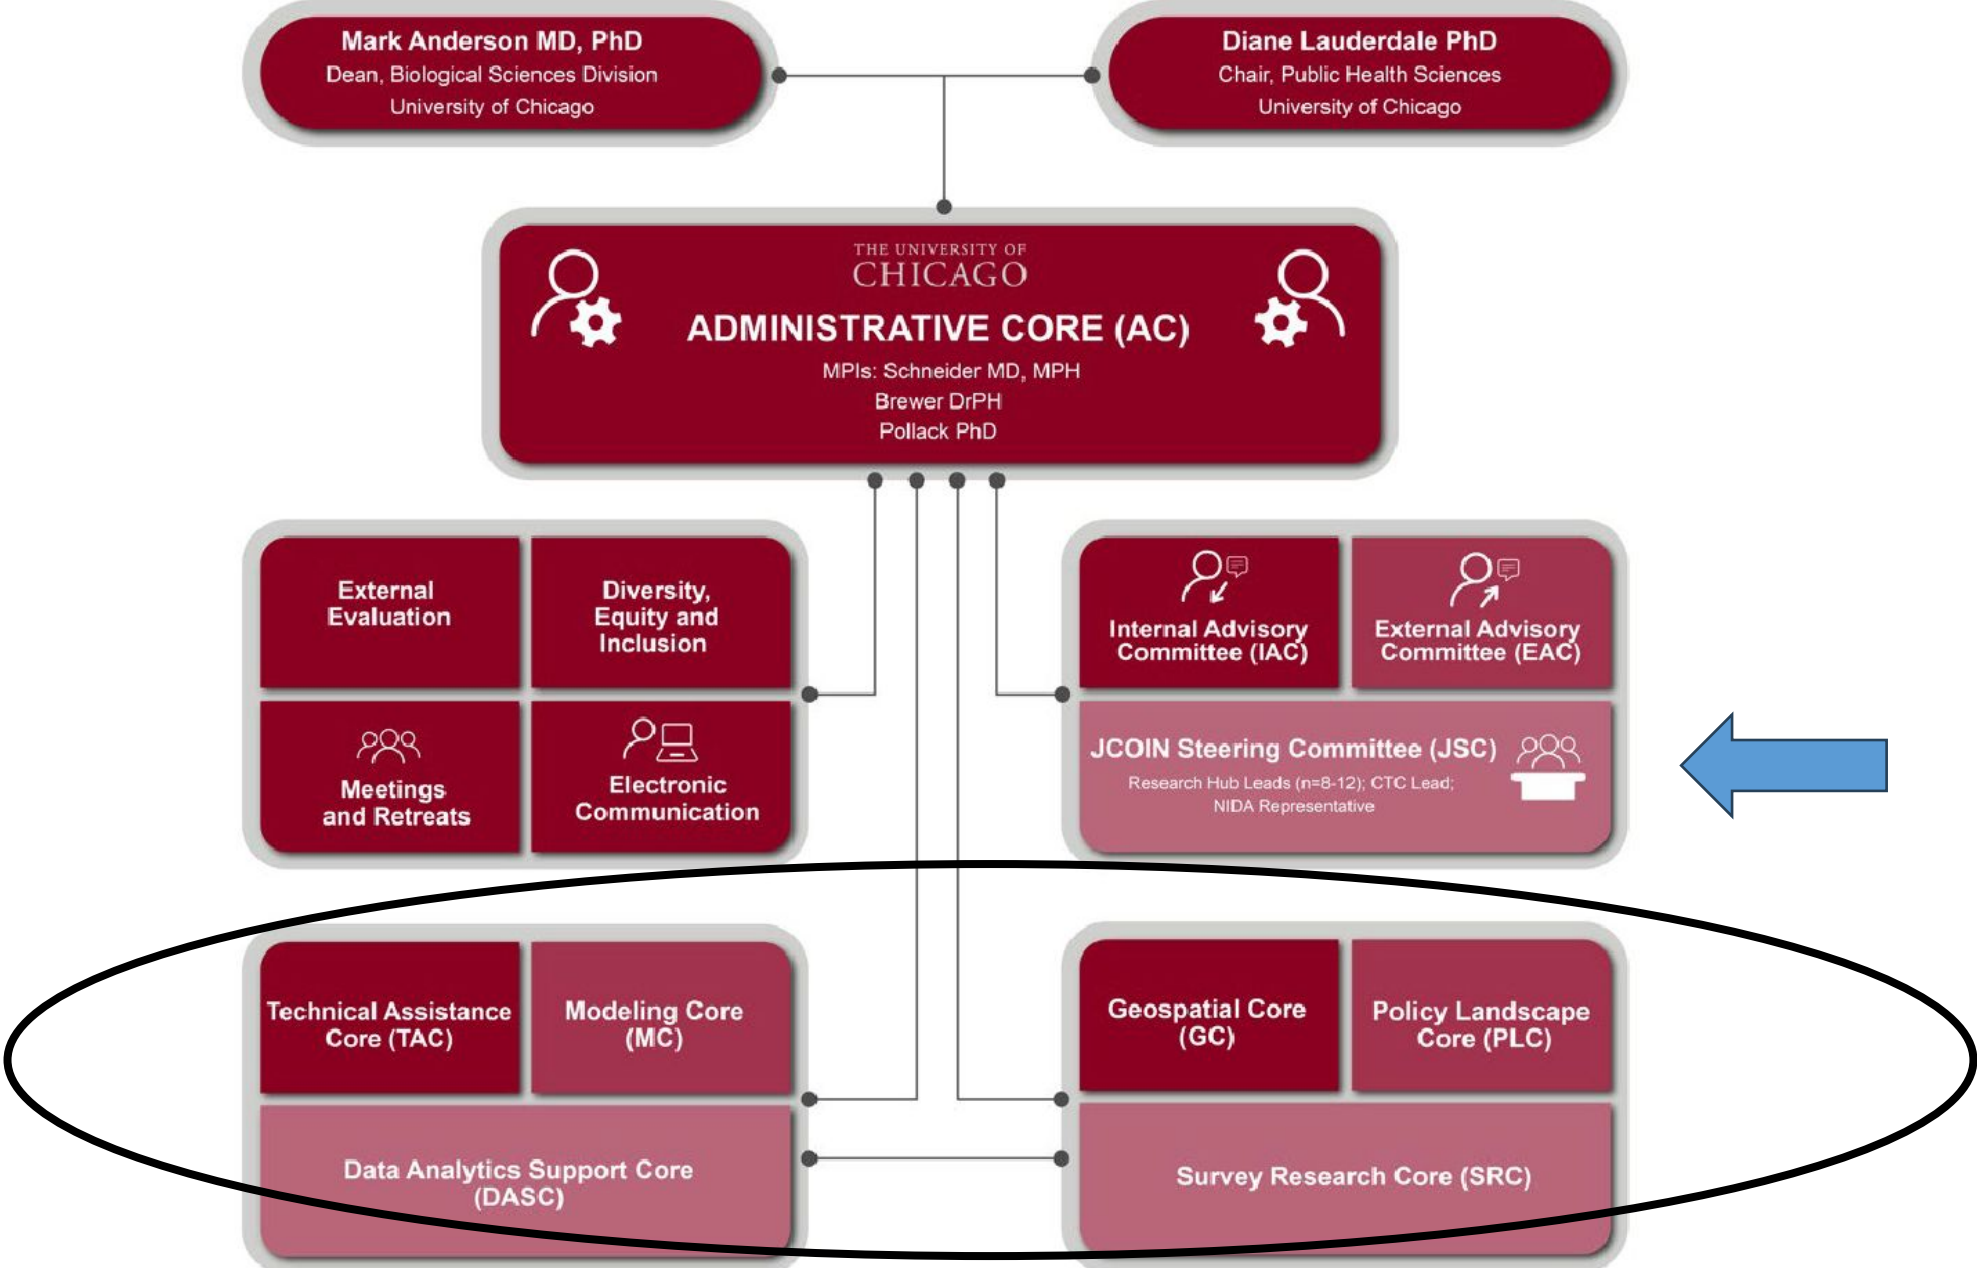 Mark Anderson MD, PhD
Dean, Biological Sciences Division
University of Chicago
Diane Lauderdale PhD
Chair, Public Health Sciences
University of Chicago
THE UNIVERSITY OF
CHICAGO
ADMINISTRATIVE CORE (AC)
MPIs: Schneider MD, MPH
Brewer DrPH
Pollack PhD
External
Evaluation
Diversity,
Equity and
Inclusion
Meetings
and Retreats
Electronic
Communication
Internal Advisory
Committee (IAC)
External Advisory
Committee (EAC)
JCOIN Steering Committee (JSC)
Research Hub Leads (n=8-12); CTC Lead;
NIDA Representative
Technical Assistance
Core (TAC)
Modeling Core
(MC)
Data Analytics Support Core
(DASC)
Geospatial Core
(GC)
Policy Landscape
Core (PLC)
Survey Research Core (SRC)